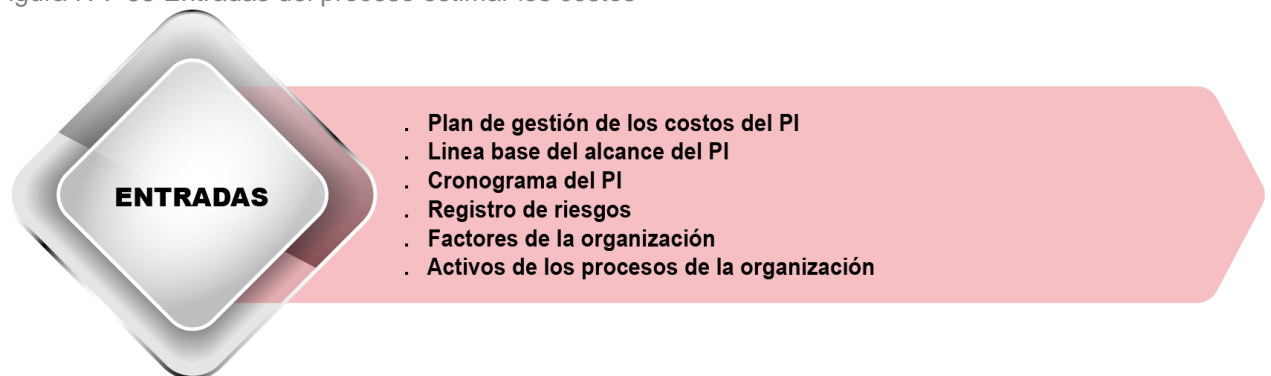 Entradas del proceso estimar los costos
ENTRADAS
. Plan de gestión de los costos del PI
. Linea base del alcance del PI
. Cronograma del PI
. Registro de riesgos
. Factores de la organización
. Activos de los procesos de la organización